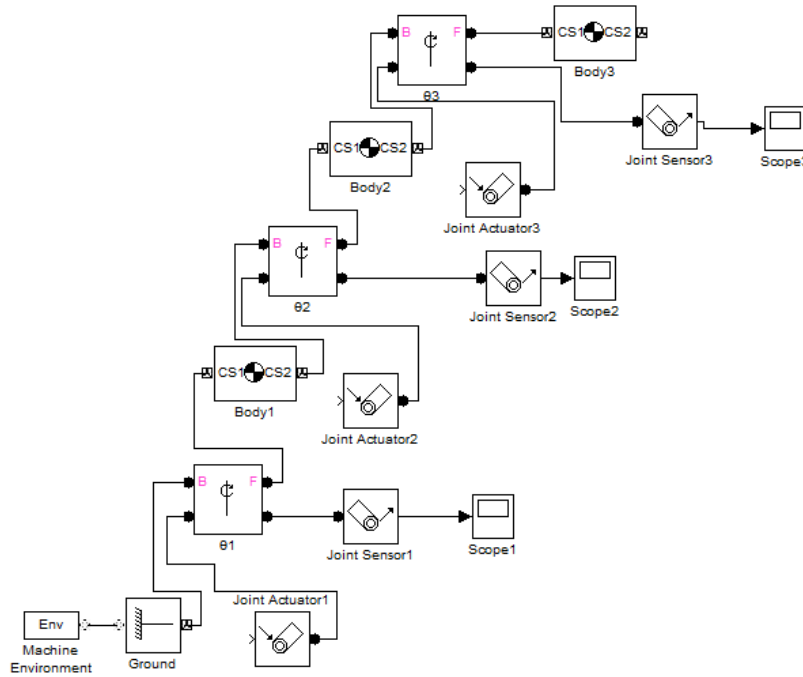 B F
θ3
CS1 CS2
Body3
Joint Sensor3
Scope3
CS1 CS2
Body2
Joint Actuator3
B F
θ2
Joint Sensor2
Scope2
CS1 CS2
Body1
Joint Actuator2
B F
θ1
Joint Sensor1
Scope1
Joint Actuator1
Env
Machine
Environment
Ground